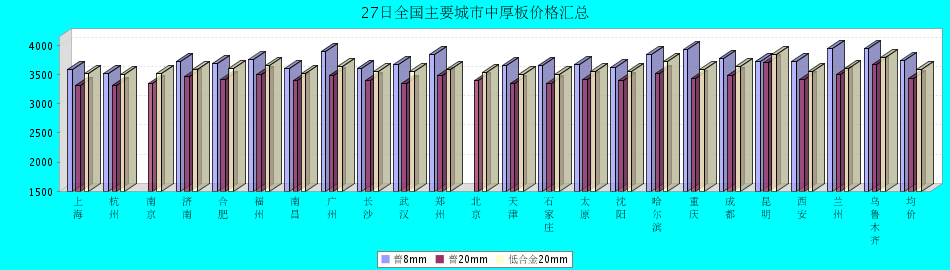 27日全国主要城市中厚板价格汇总
4000
3500
3000
2500
2000
1500
上海
杭州
南京
济南
合肥
福州
南昌
广州
长沙
武汉
郑州
北京
天津
石家庄
太原
沈阳
哈尔滨
重庆
成都
昆明
西安
兰州
乌鲁木齐
均价
普8mm 普20mm 低合金20mm